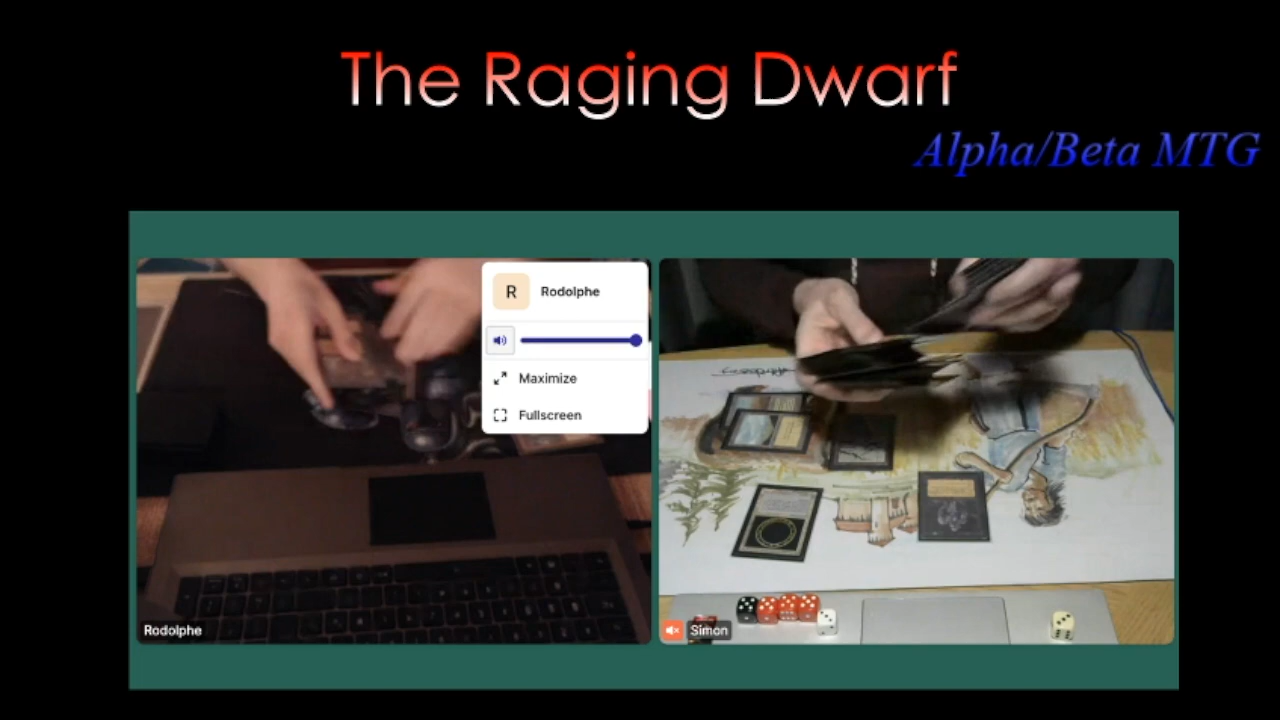 The Raging Dwarf
Alpha/Beta MTG
R
Rodolphe
Maximize
Fullscreen
Rodolphe
Simon